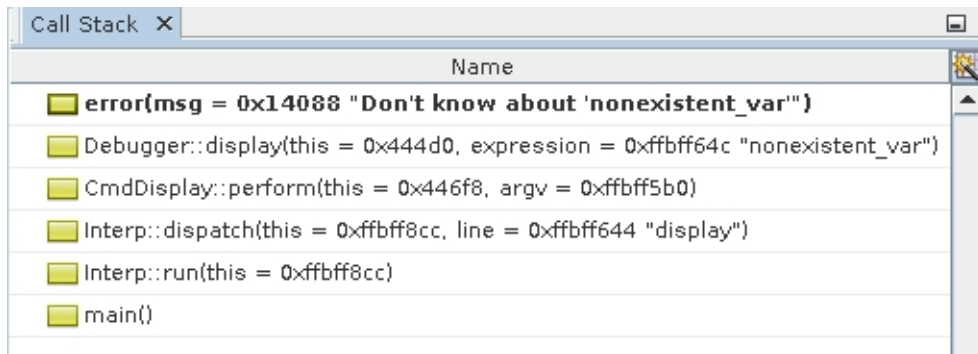 Call Stack
Name
error(msg = 0x14088 "Don't know about 'nonexistent_var'")
Debugger::display(this = 0x444d0, expression = 0xffbff64c "nonexistent_var")
CmdDisplay::perform(this = 0x446f8, argv = 0xffbff5b0)
Interp::dispatch(this = 0xffbff8cc, line = 0xffbff644 "display")
Interp::run(this = 0xffbff8cc)
main()